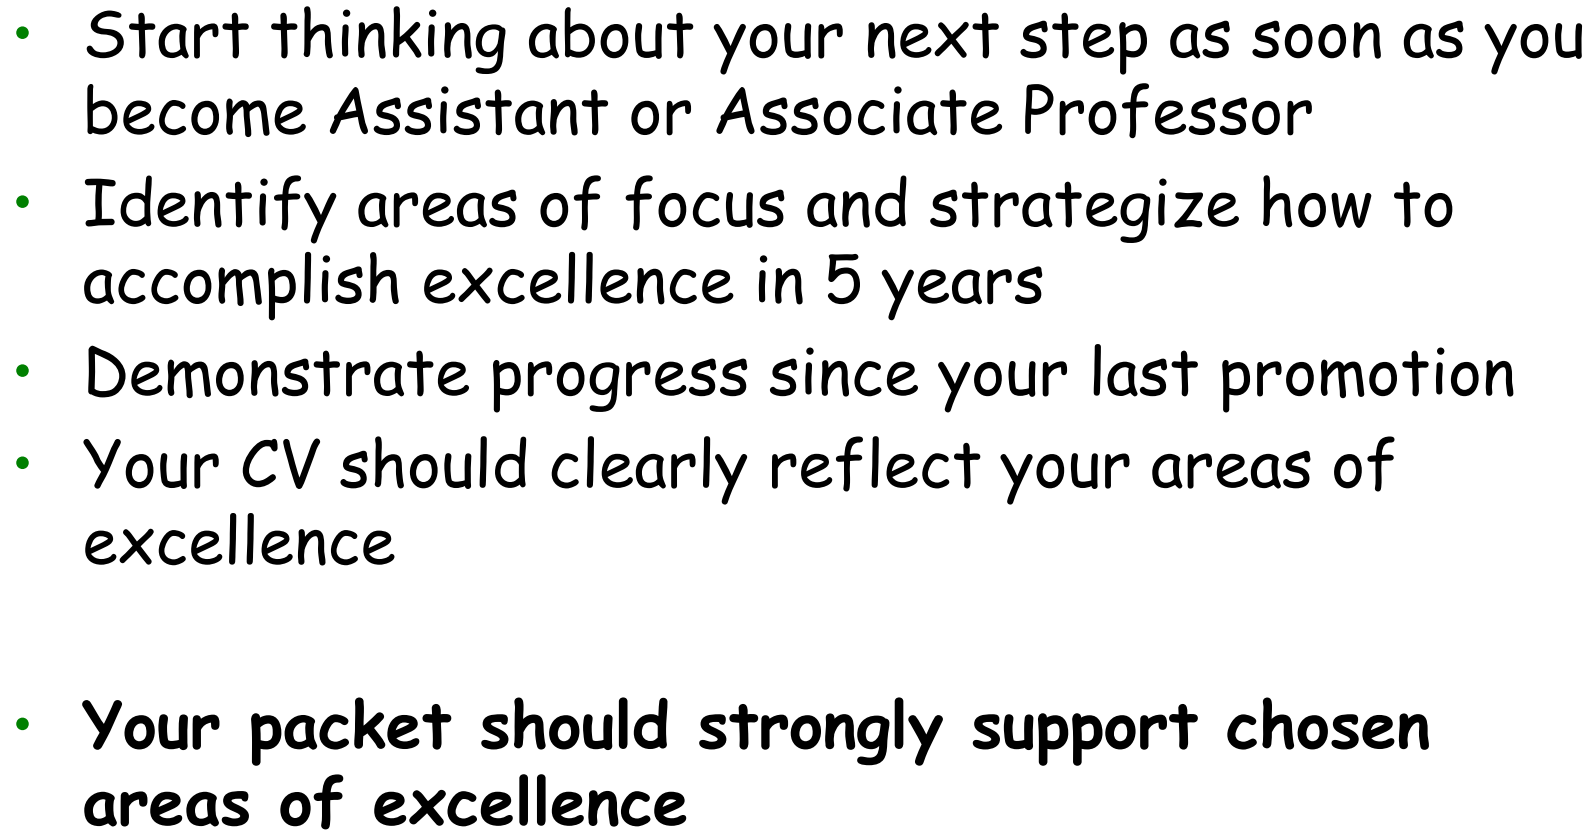 • Start thinking about your next step as soon as you
become Assistant or Associate Professor
• Identify areas of focus and strategize how to
accomplish excellence in 5 years
• Demonstrate progress since your last promotion
• Your CV should clearly reflect your areas of
excellence
• Your packet should strongly support chosen
areas of excellence